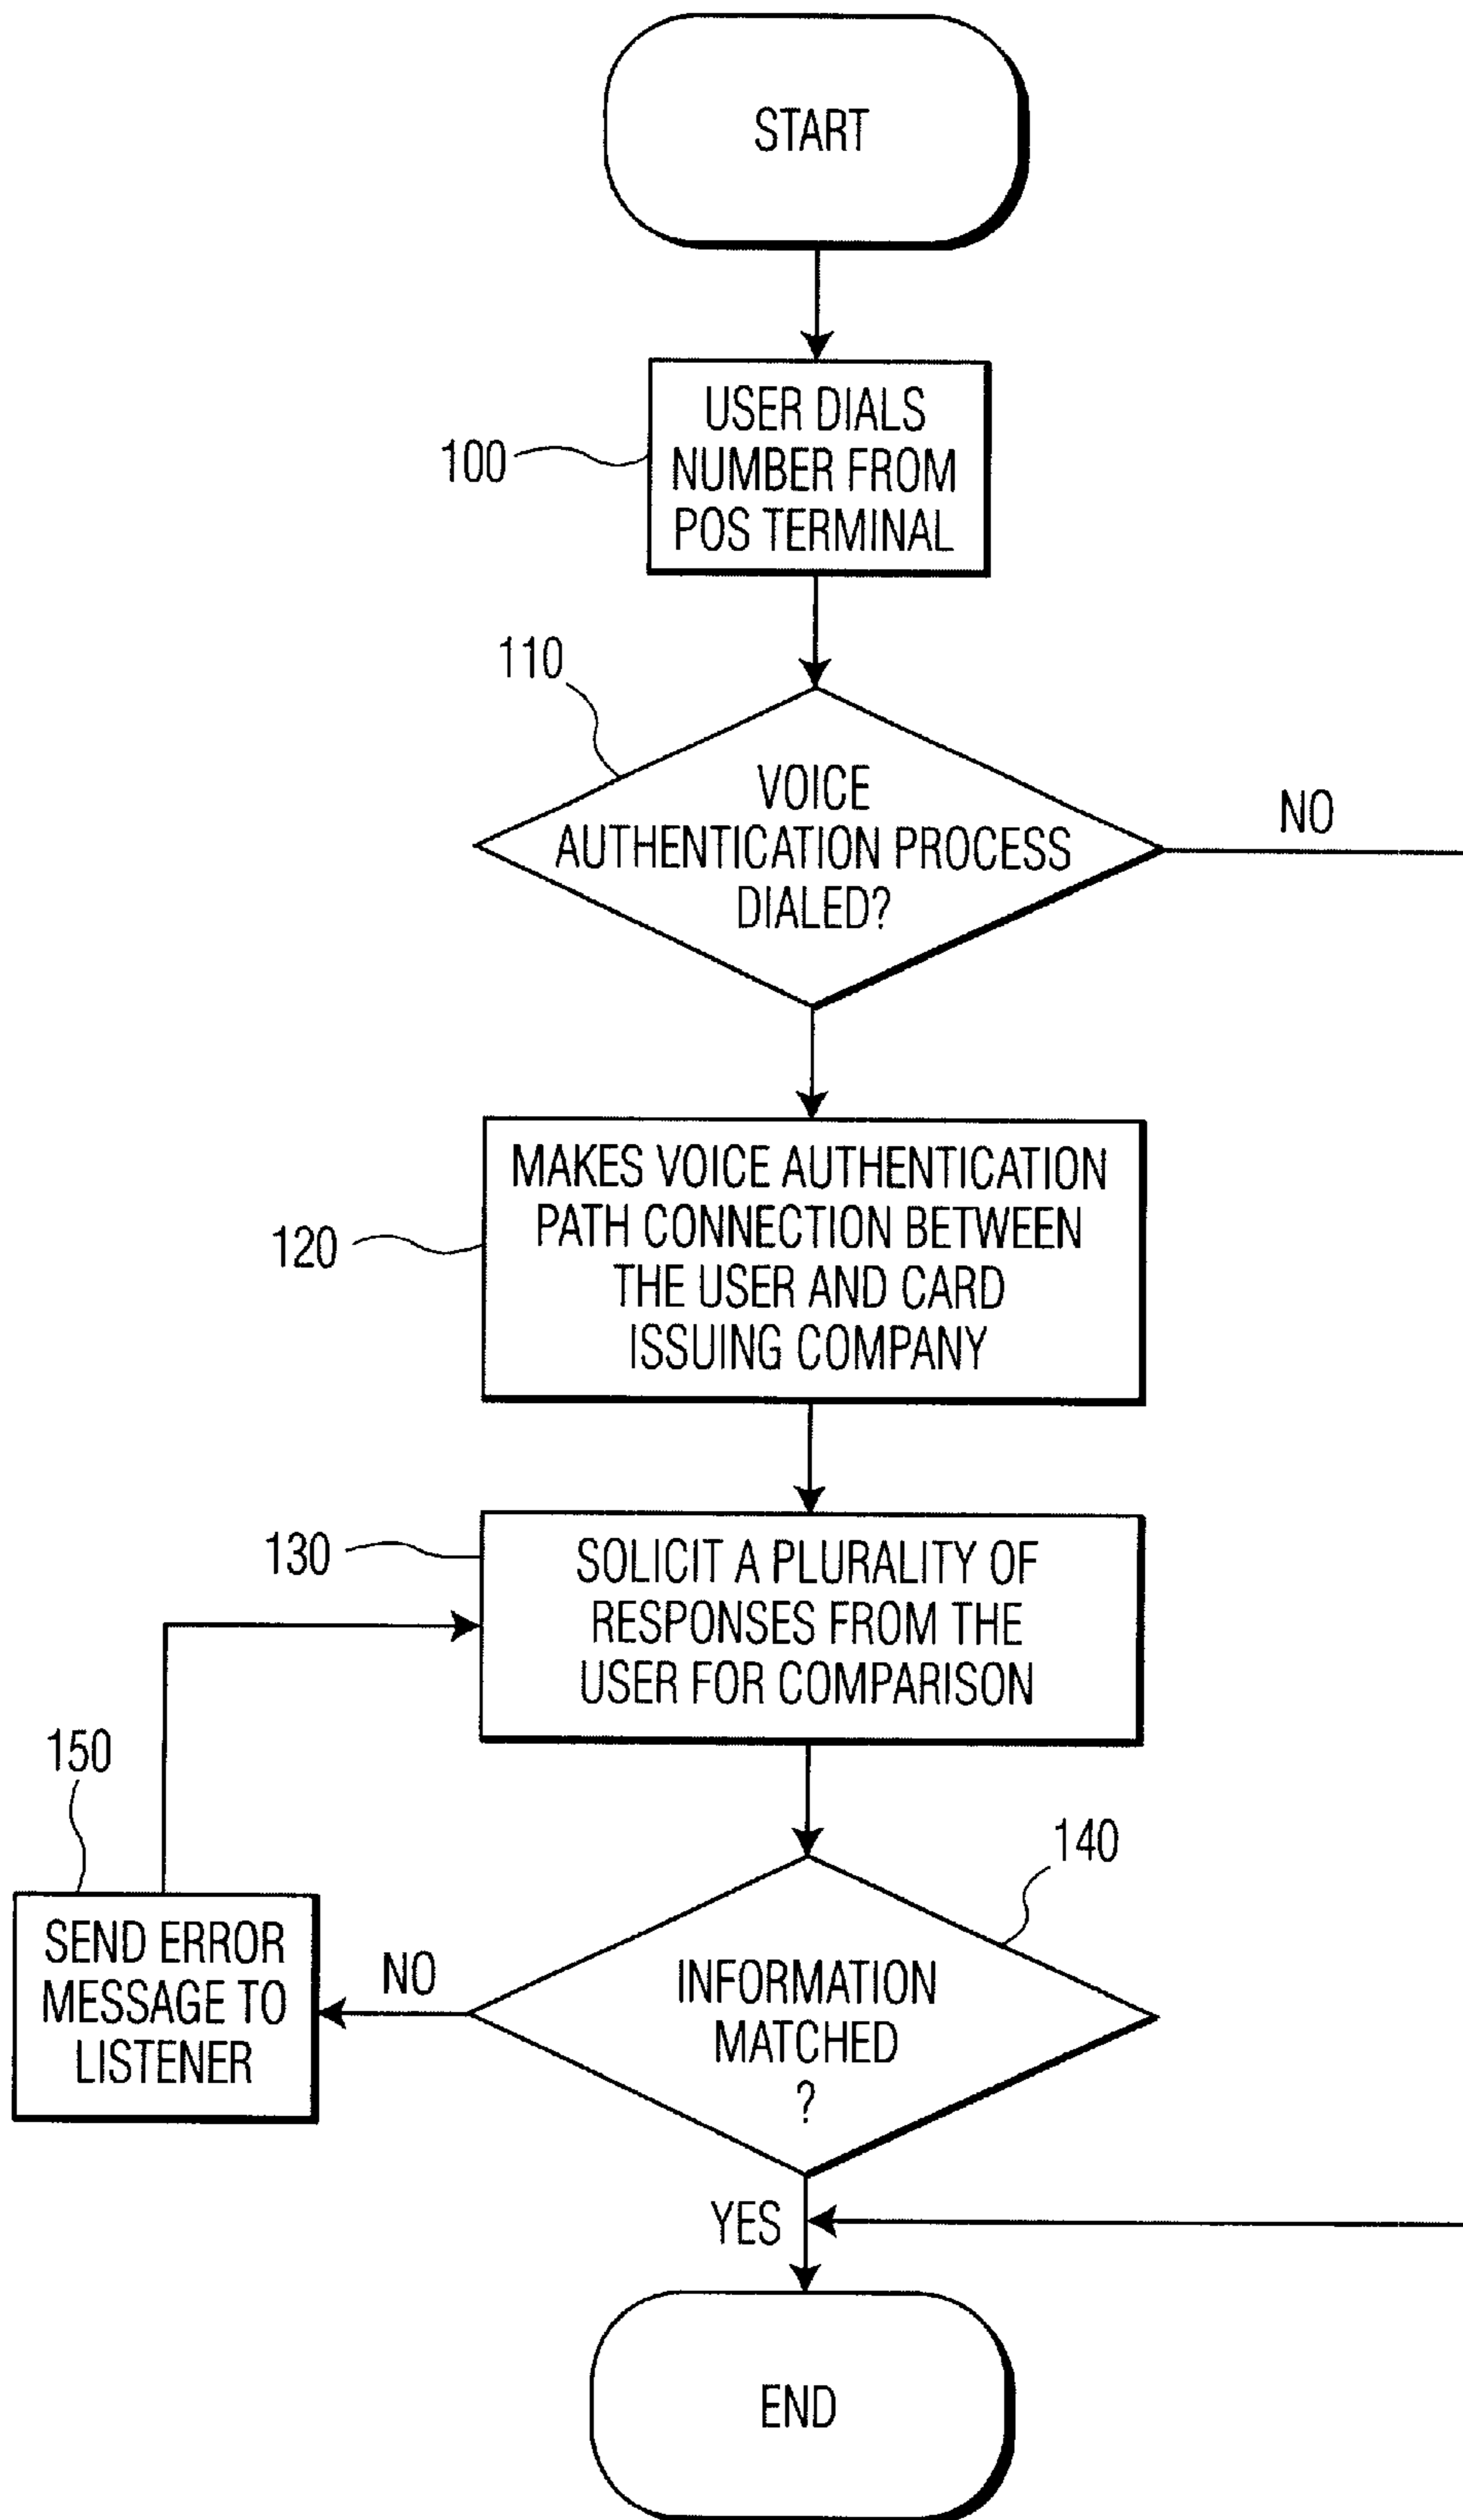 START
100
USER DIALS
NUMBER FROM
POS TERMINAL
110
VOICE
AUTHENTICATION PROCESS
DIALED?
NO
120
MAKES VOICE AUTHENTICATION
PATH CONNECTION BETWEEN
THE USER AND CARD
ISSUING COMPANY
130
SOLICIT A PLURALITY OF
RESPONSES FROM THE
USER FOR COMPARISON
150
SEND ERROR
MESSAGE TO
LISTENER
NO
140
INFORMATION
MATCHED
?
YES
END